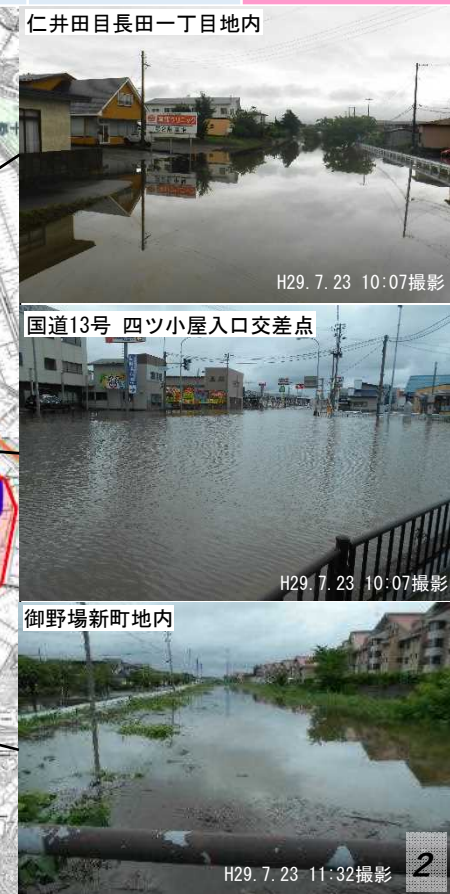 仁井田目長田一丁目地内
H29.7.23 10:07撮影
国道13号 四ツ小屋入口交差点
H29.7.23 10:07撮影
御野場新町地内
H29.7.23 11:32撮影
2